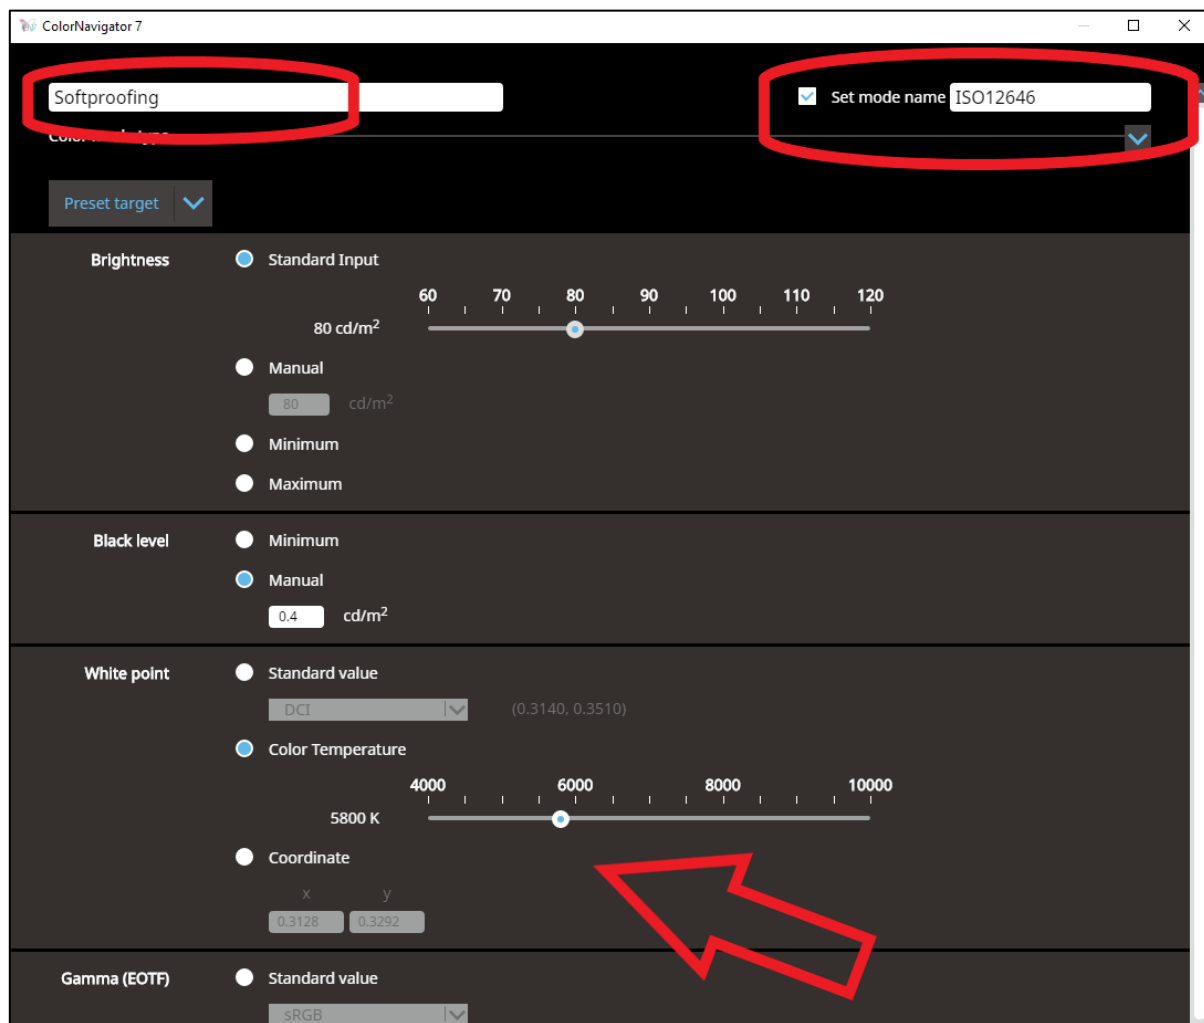 ColorNavigator 7
Softproofing
Set mode name ISO12646
Preset target
Brightness Standard Input
60 70 80 90 100 110 120
80 cd/m²
Manual
80 cd/m²
Minimum
Maximum
Black level Minimum
Manual
0.4 cd/m²
White point Standard value
DCI (0.3140, 0.3510)
Color Temperature
4000 6000 8000 10000
5800 K
Coordinate
x y
0.3128 0.3292
Gamma (EOTF) Standard value
sRGB